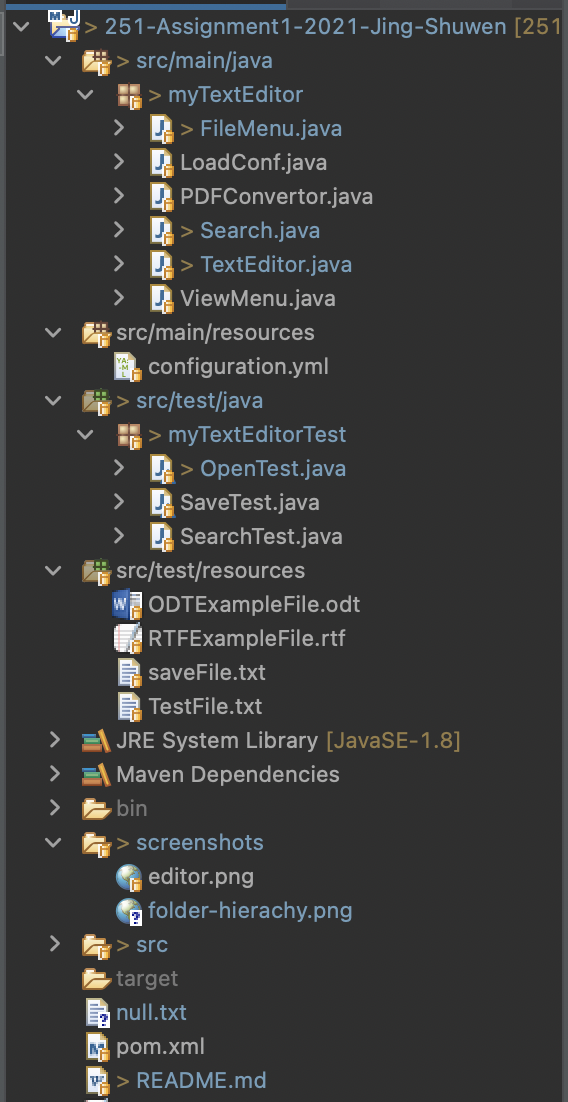 > 251-Assignment1-2021-Jing-Shuwen [251
> src/main/java
> myTextEditor
> FileMenu.java
LoadConf.java
PDFConvertor.java
> Search.java
> TextEditor.java
ViewMenu.java
src/main/resources
configuration.yml
> src/test/java
> myTextEditorTest
> OpenTest.java
SaveTest.java
SearchTest.java
src/test/resources
ODTExampleFile.odt
RTFExampleFile.rtf
saveFile.txt
TestFile.txt
JRE System Library [JavaSE-1.8]
Maven Dependencies
bin
> screenshots
editor.png
folder-hierachy.png
> src
target
null.txt
pom.xml
> README.md